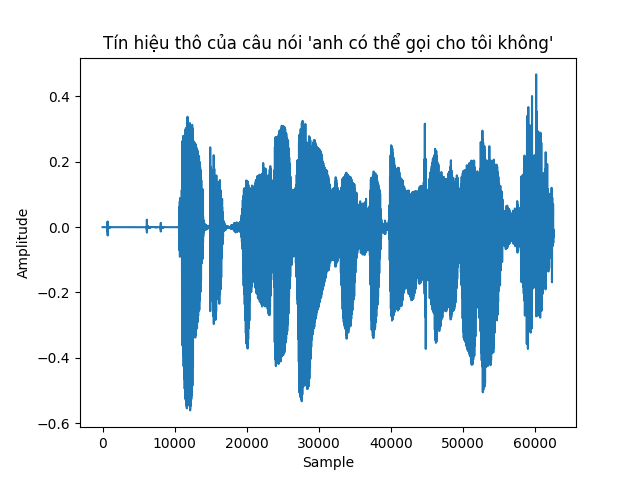 Tín hiệu thô của câu nói 'anh có thể gọi cho tôi không'
Amplitude
0.4
0.2
0.0
−0.2
−0.4
−0.6
0 10000 20000 30000 40000 50000 60000
Sample